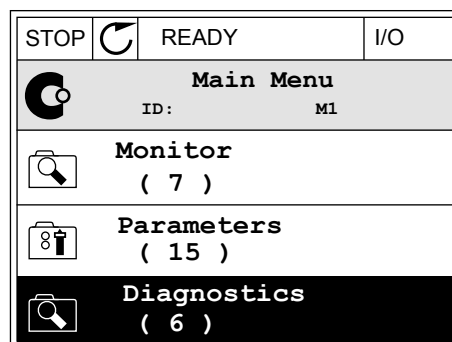 STOP READY I/O
Main Menu
ID: M1
Monitor
( 7 )
Parameters
( 15 )
Diagnostics
( 6 )